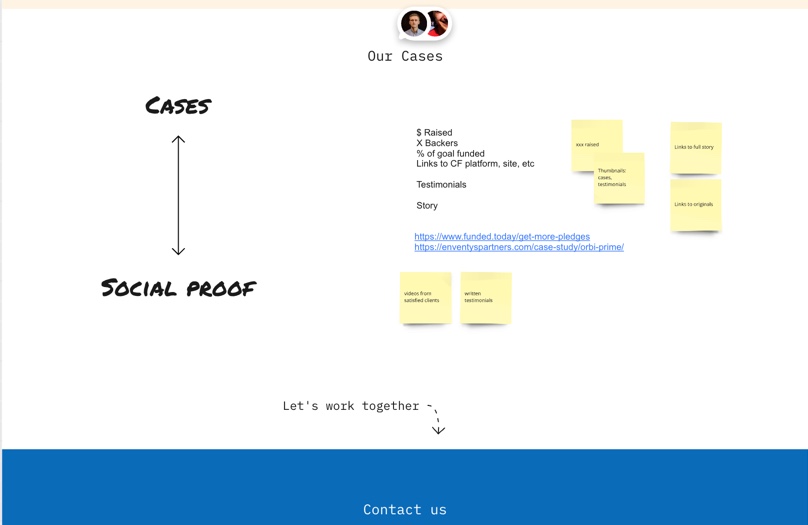 Our Cases
CASES
$ Raised
X Backers
% of goal funded
Links to CF platform, site, etc
Testimonials
Story
xxx raised
Thumbnails:
cases,
testimonials
Links to full story
Links to originals
https://www.funded.today/get-more-pledges
https://enventyspartners.com/case-study/orbi-prime/
SOCIAL PROOF
videos from
satisfied clients
written
testimonials
Let's work together
Contact us